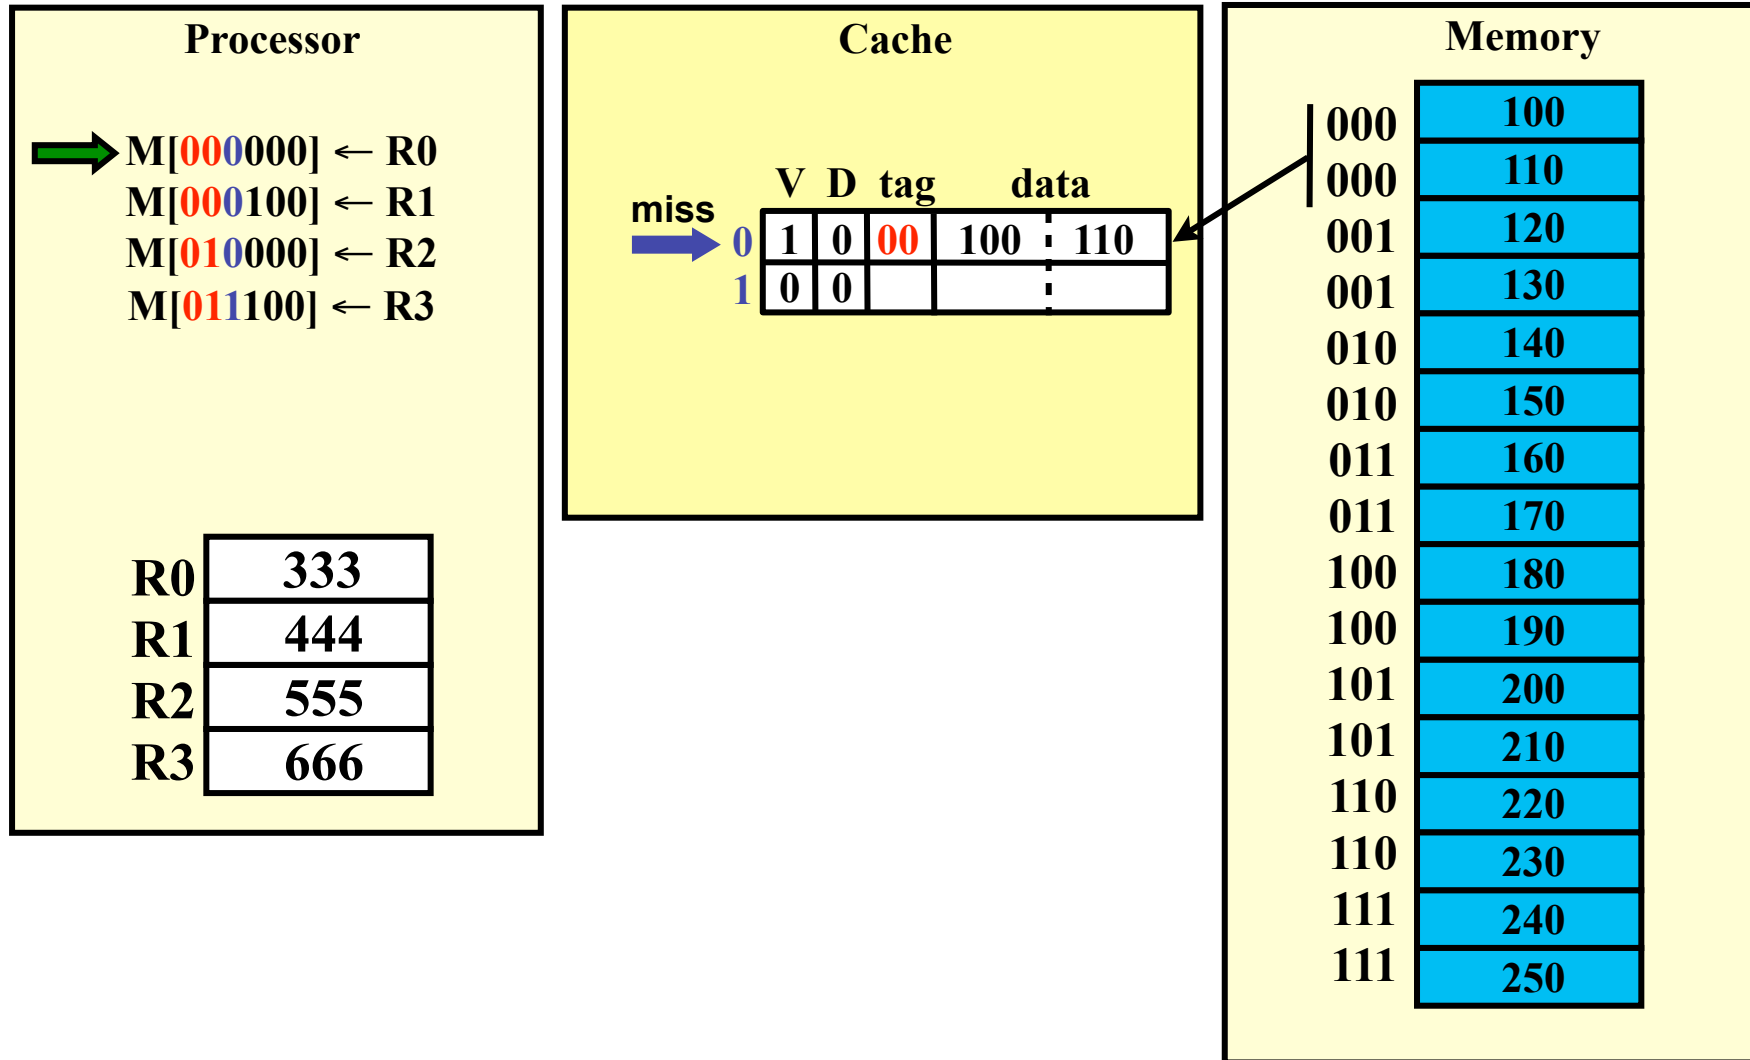 Processor
M[000000] ← R0
M[000100] ← R1
M[010000] ← R2
M[011100] ← R3
R0 333
R1 444
R2 555
R3 666
Cache
V D tag data
miss
0 1 0 00 100 110
1 0 0
Memory
000 100
000 110
001 120
001 130
010 140
010 150
011 160
011 170
100 180
100 190
101 200
101 210
110 220
110 230
111 240
111 250